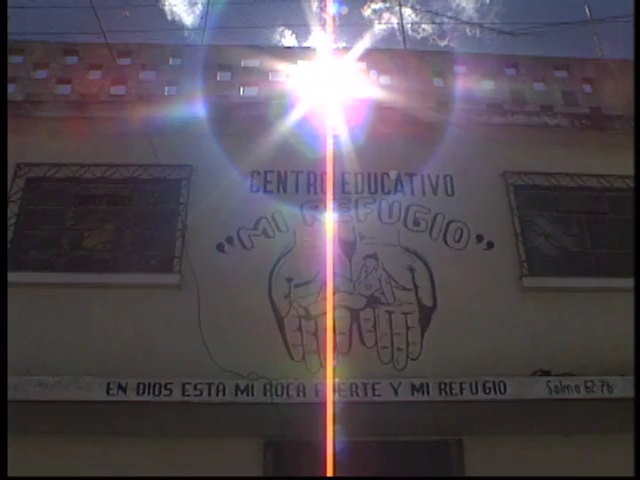 CENTRO EDUCATIVO
"MI REFUGIO"
EN DIOS ESTA MI ROCA FUERTE Y MI REFUGIO Salmo 62:7b